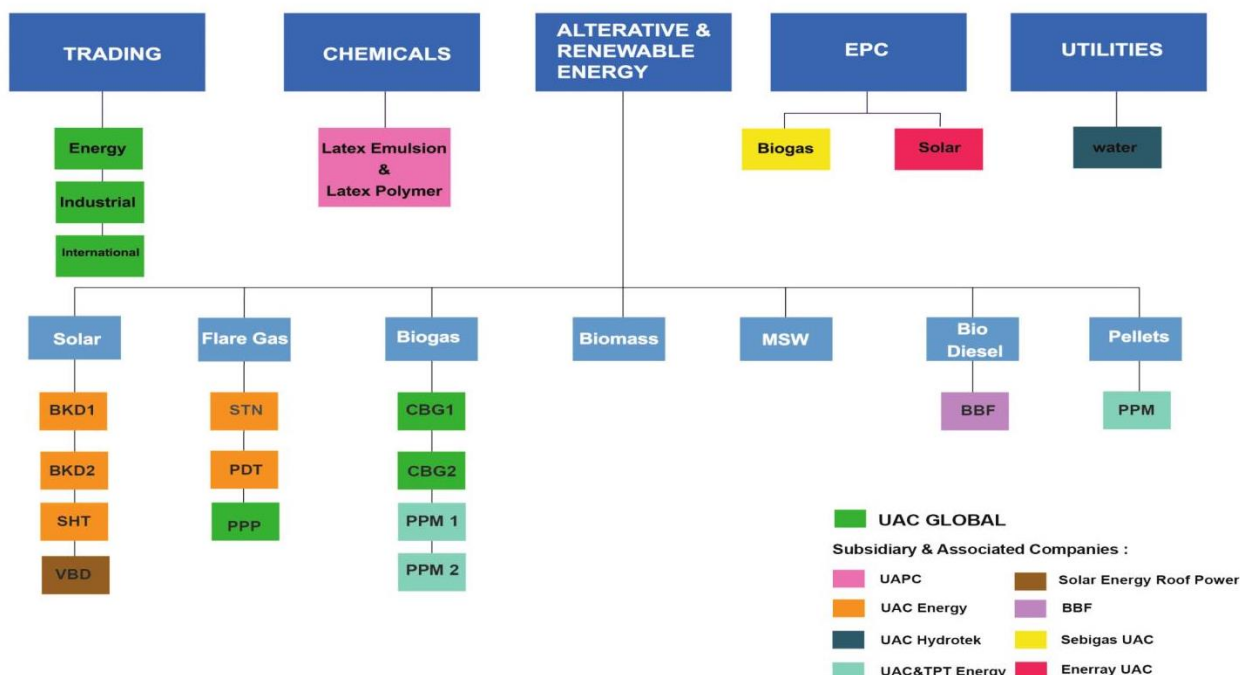 TRADING
CHEMICALS
ALTERATIVE &
RENEWABLE
ENERGY
EPC
UTILITIES
Energy
Industrial
International
Latex Emulsion
&
Latex Polymer
Biogas
Solar
water
Solar
Flare Gas
Biogas
Biomass
MSW
Bio
Diesel
Pellets
BKD1
STN
CBG1
BBF
PPM
BKD2
PDT
CBG2
SHT
PPP
PPM 1
VBD
PPM 2
UAC GLOBAL
Subsidiary & Associated Companies :
UAPC
Solar Energy Roof Power
UAC Energy
BBF
UAC Hydrotek
Sebigas UAC
UAC&TPT Energy
Enerray UAC